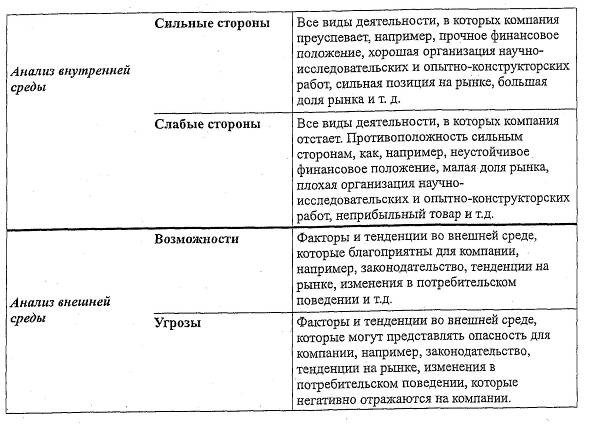 Сильные стороны
Все виды деятельности, в которых компания
преуспевает, например, прочное финансовое
положение, хорошая организация научно-
исследовательских и опытно-конструкторских
работ, сильная позиция на рынке, большая
доля рынка и т. д.
Анализ внутренней
среды
Слабые стороны
Все виды деятельности, в которых компания
отстает. Противоположность сильным
сторонам, как, например, неустойчивое
финансовое положение, малая доля рынка,
плохая организация научно-
исследовательских и опытно-конструкторских
работ, неприбыльный товар и т.д.
Возможности
Факторы и тенденции во внешней среде,
которые благоприятны для компании,
например, законодательство, тенденции на
рынке, изменения в потребительском
поведении и т.д.
Анализ внешней
среды
Угрозы
Факторы и тенденции во внешней среде,
которые могут представлять опасность для
компании, например, законодательство,
тенденции на рынке, изменения в
потребительском поведении, которые
негативно отражаются на компании.